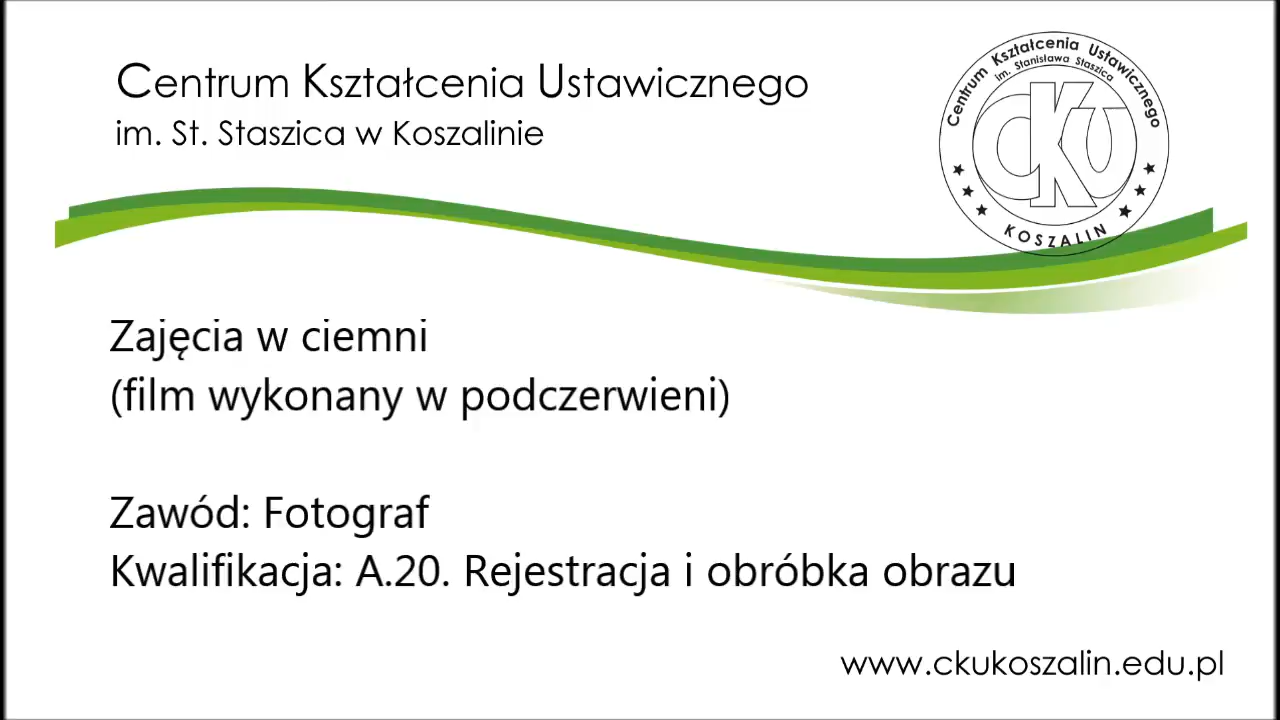 Centrum Kształcenia Ustawicznego
im. St. Staszica w Koszalinie
Centrum Kształcenia Ustawicznego
im. Stanisława Staszica
CKU
KOSZALIN
Zajęcia w ciemni
(film wykonany w podczerwieni)
Zawód: Fotograf
Kwalifikacja: A.20. Rejestracja i obróbka obrazu
www.ckukoszalin.edu.pl